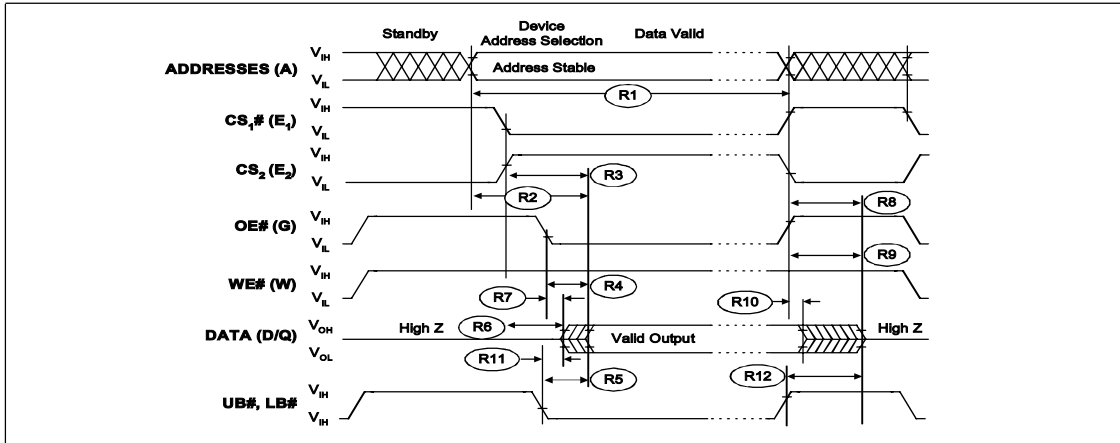 Standby Device Address Selection Data Valid
ADDRESSES (A) VIH Address Stable
VIL
R1
CS1# (E1) VIH
VIL
CS2 (E2) VIH
VIL
R3
R2
R8
OE# (G) VIH
VIL
R9
WE# (W) VIH
VIL
R4
R7
R10
R6
DATA (D/Q) VOH High Z Valid Output High Z
VOL
R11
R5
R12
UB#, LB# VIH
VIH